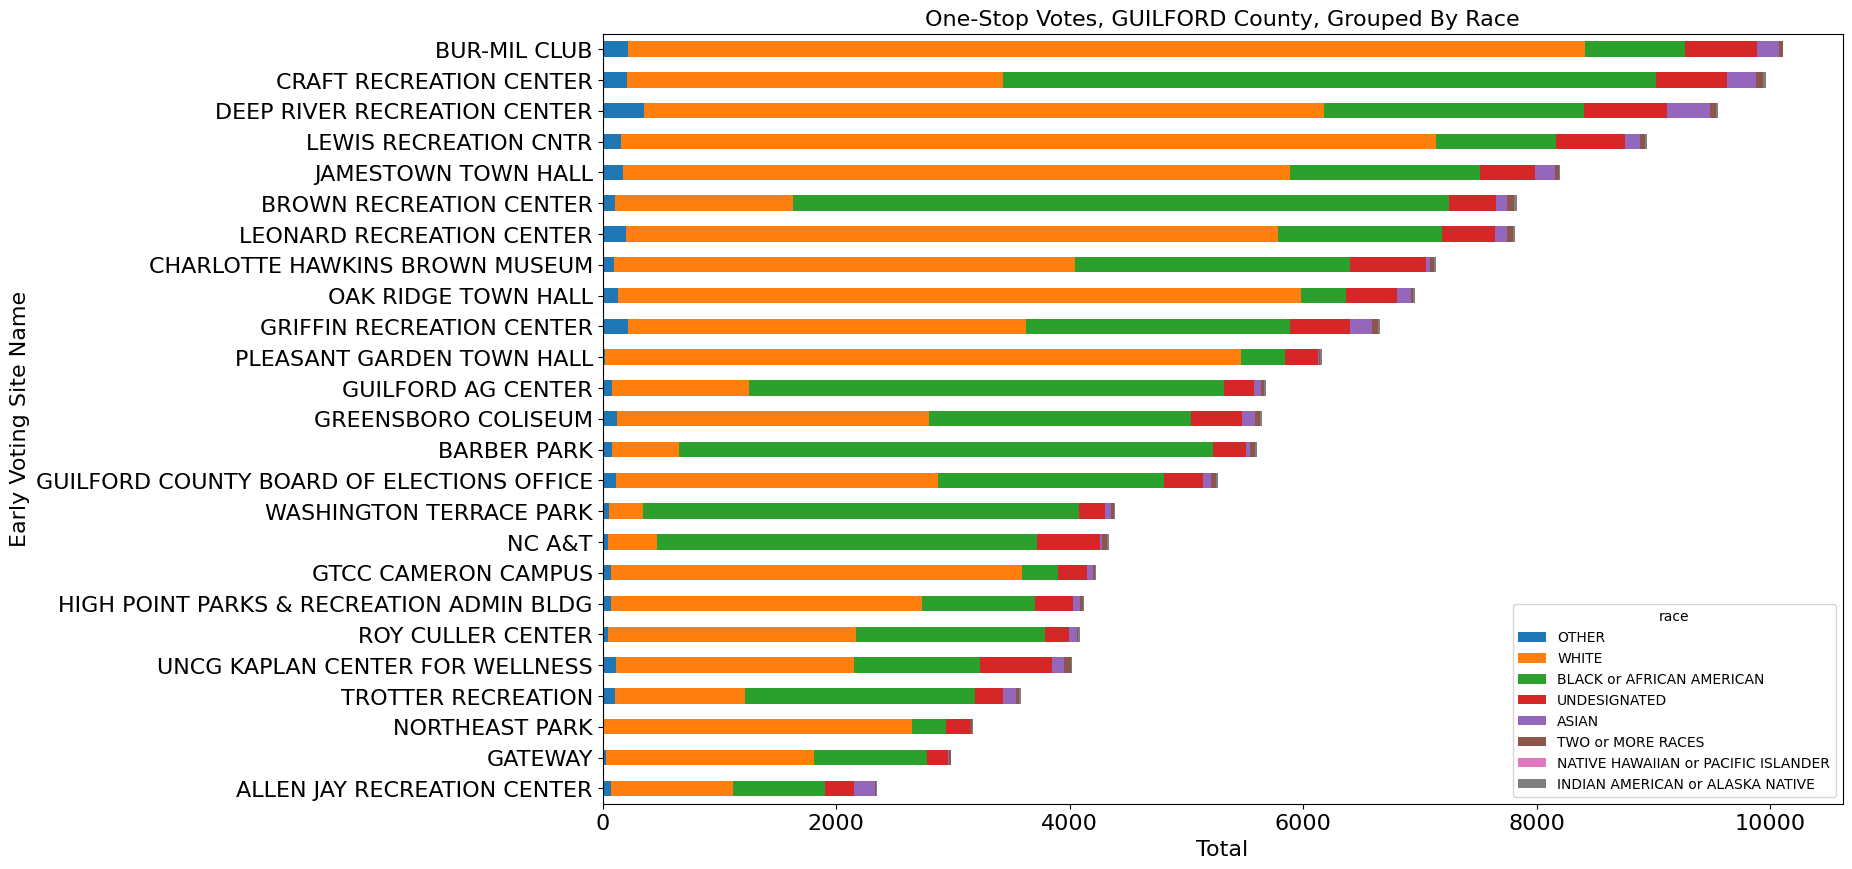 One-Stop Votes, GUILFORD County, Grouped By Race
Early Voting Site Name
BUR-MIL CLUB
CRAFT RECREATION CENTER
DEEP RIVER RECREATION CENTER
LEWIS RECREATION CNTR
JAMESTOWN TOWN HALL
BROWN RECREATION CENTER
LEONARD RECREATION CENTER
CHARLOTTE HAWKINS BROWN MUSEUM
OAK RIDGE TOWN HALL
GRIFFIN RECREATION CENTER
PLEASANT GARDEN TOWN HALL
GUILFORD AG CENTER
GREENSBORO COLISEUM
BARBER PARK
GUILFORD COUNTY BOARD OF ELECTIONS OFFICE
WASHINGTON TERRACE PARK
NC A&T
GTCC CAMERON CAMPUS
HIGH POINT PARKS & RECREATION ADMIN BLDG
ROY CULLER CENTER
UNCG KAPLAN CENTER FOR WELLNESS
TROTTER RECREATION
NORTHEAST PARK
GATEWAY
ALLEN JAY RECREATION CENTER
0 2000 4000 6000 8000 10000
Total
race
OTHER
WHITE
BLACK or AFRICAN AMERICAN
UNDESIGNATED
ASIAN
TWO or MORE RACES
NATIVE HAWAIIAN or PACIFIC ISLANDER
INDIAN AMERICAN or ALASKA NATIVE